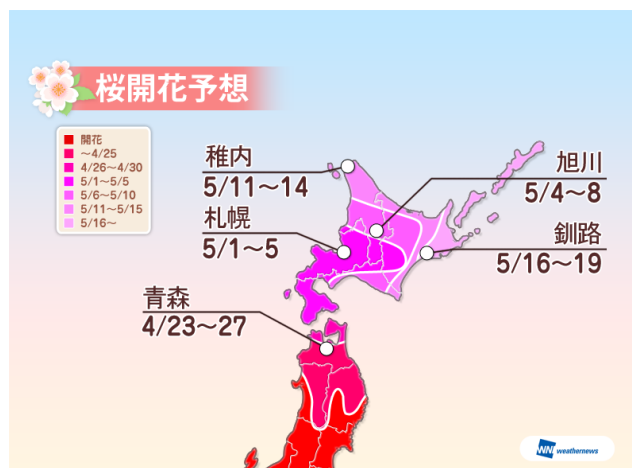 桜開花予想
開花
～4/25
4/26～4/30
5/1～5/5
5/6～5/10
5/11～5/15
5/16～
稚内
5/11～14
旭川
5/4～8
札幌
5/1～5
釧路
5/16～19
青森
4/23～27
WNI weathernews